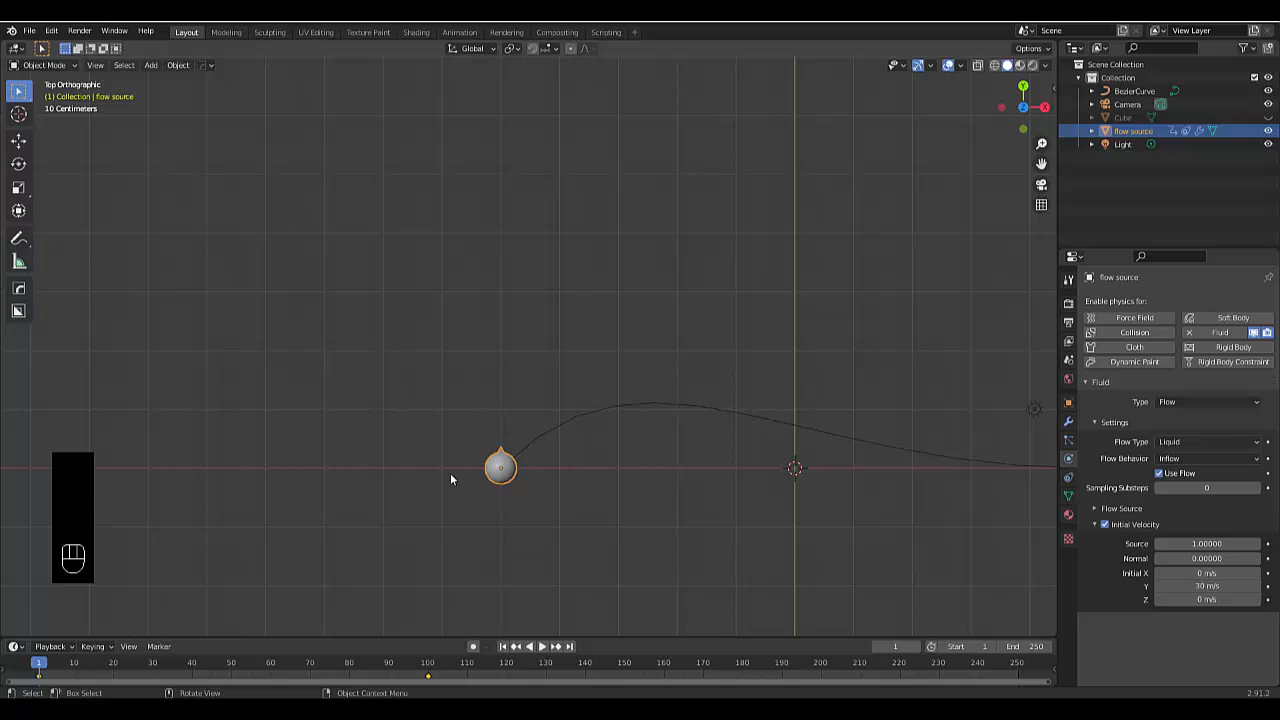 File Edit Render Window Help Layout Modeling Sculpting UV Editing Texture Paint Shading Animation Rendering Compositing Scripting + Scene View Layer
Global Options
Object Mode View Select Add Object
Top Orthographic
(1) Collection | flow source
10 Centimeters
Y
X
Z
Scene Collection
Collection
BezierCurve
Camera
Cube
flow source
Light
flow source
Enable physics for:
Force Field Soft Body
Collision Fluid
Cloth Rigid Body
Dynamic Paint Rigid Body Constraint
Fluid
Type Flow
Settings
Flow Type Liquid
Flow Behavior Inflow
Use Flow
Sampling Substeps 0
Flow Source
Initial Velocity
Source 1.00000
Normal 0.00000
Initial X 0 m/s
Y 30 m/s
Z 0 m/s
Playback Keying View Marker 1 Start 1 End 250
1 10 20 30 40 50 60 70 80 90 100 110 120 130 140 150 160 170 180 190 200 210 220 230 240 250
Select Box Select Rotate View Object Context Menu 2.91.2